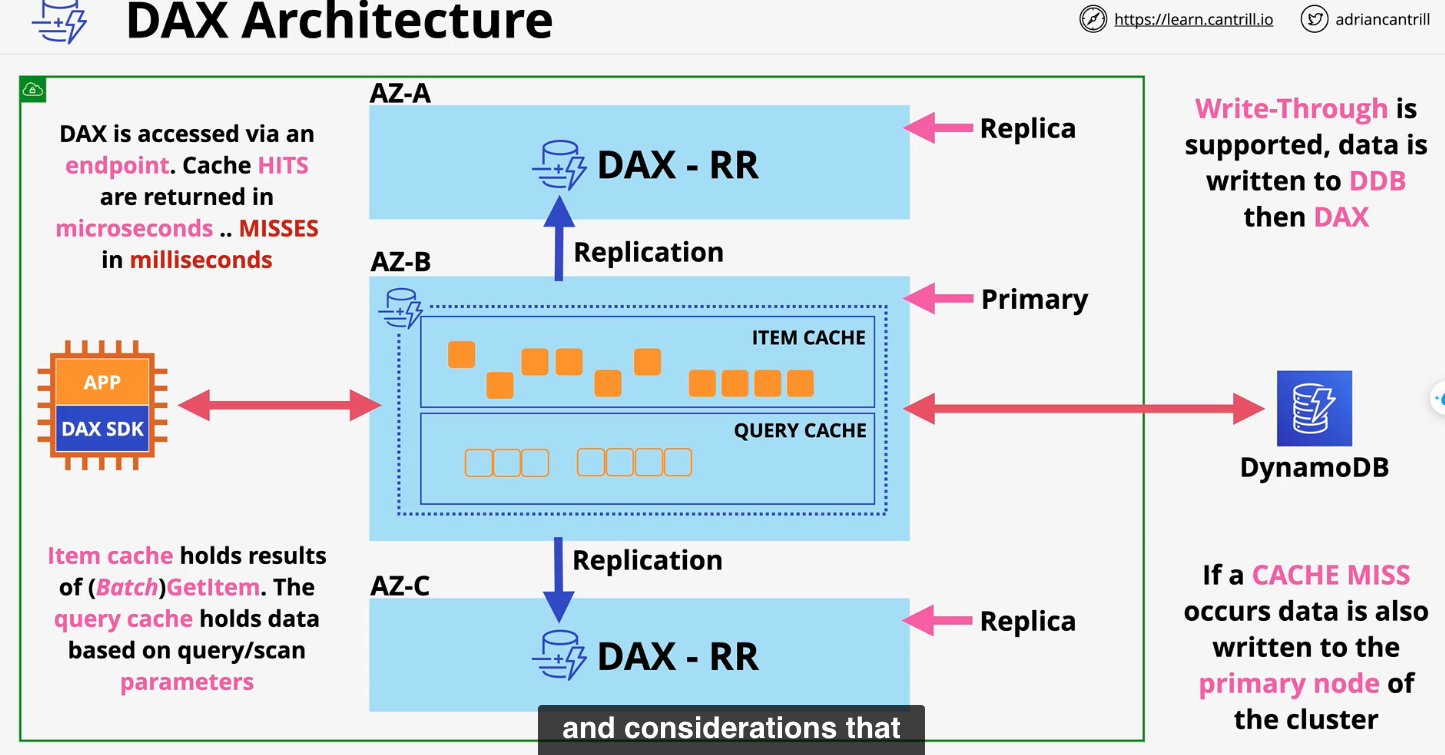 DAX Architecture
https://learn.cantrill.io
adriancantrill
DAX is accessed via an
endpoint. Cache HITS
are returned in
microseconds .. MISSES
in milliseconds
APP
DAX SDK
Item cache holds results
of (Batch)GetItem. The
query cache holds data
based on query/scan
parameters
AZ-A
DAX - RR
Replica
Replication
AZ-B
Primary
ITEM CACHE
QUERY CACHE
Replication
AZ-C
DAX - RR
Replica
Write-Through is
supported, data is
written to DDB
then DAX
DynamoDB
If a CACHE MISS
occurs data is also
written to the
primary node of
the cluster
and considerations that